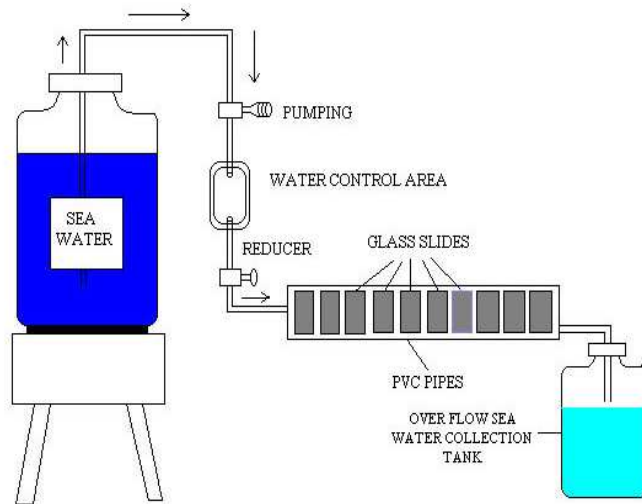 PUMPING
WATER CONTROL AREA
SEA
WATER
REDUCER
GLASS SLIDES
PVC PIPES
OVER FLOW SEA
WATER COLLECTION
TANK